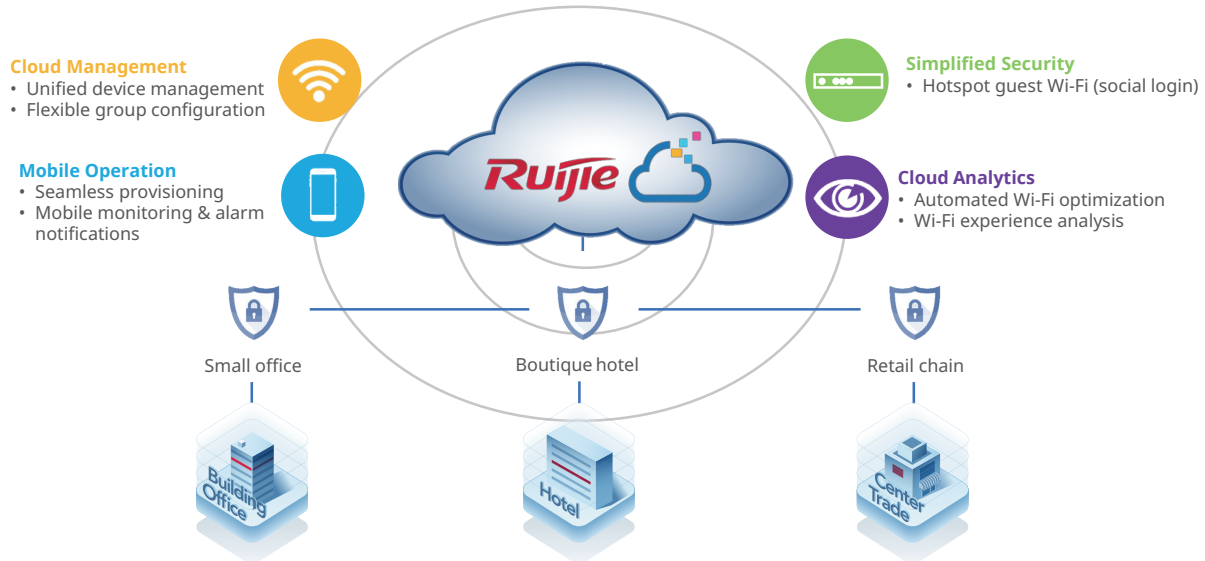 Cloud Management
• Unified device management
• Flexible group configuration
Mobile Operation
• Seamless provisioning
• Mobile monitoring & alarm
notifications
Ruijie
Simplified Security
• Hotspot guest Wi-Fi (social login)
Cloud Analytics
• Automated Wi-Fi optimization
• Wi-Fi experience analysis
Small office
Boutique hotel
Retail chain
Building
Office
Hotel
Center
Trade